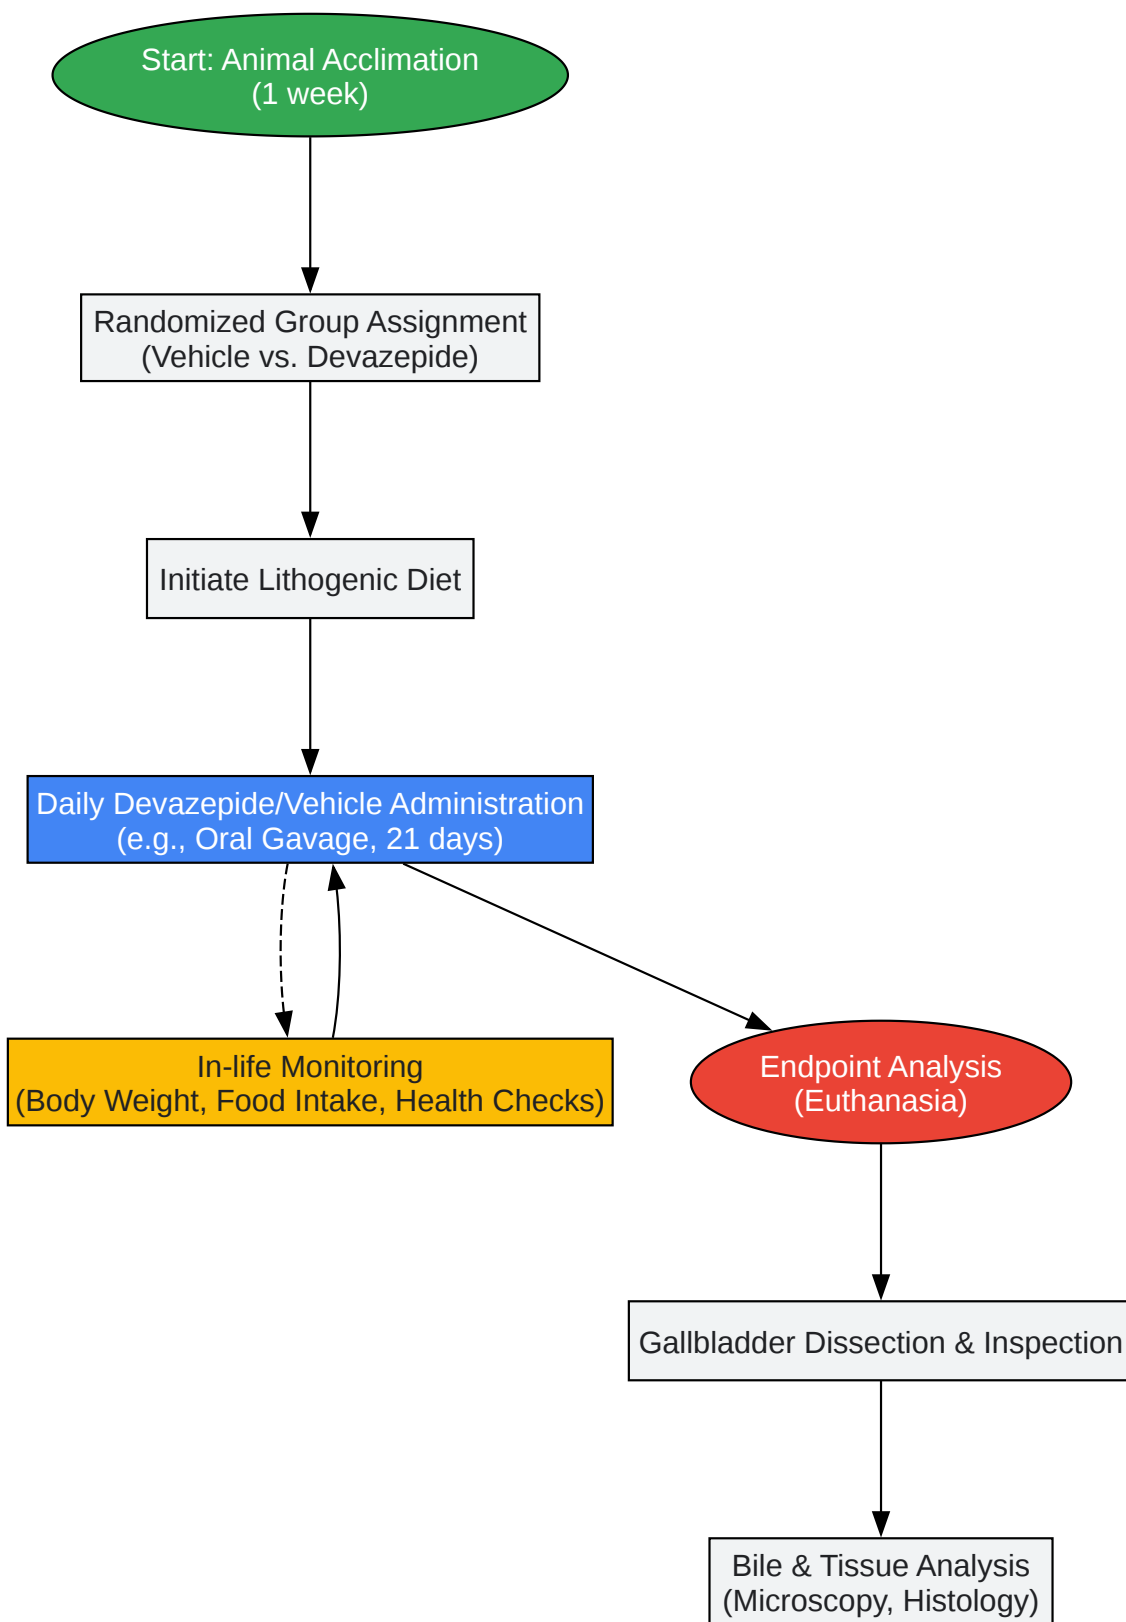 Start: Animal Acclimation
(1 week)
Randomized Group Assignment
(Vehicle vs. Devazepide)
Initiate Lithogenic Diet
Daily Devazepide/Vehicle Administration
(e.g., Oral Gavage, 21 days)
In-life Monitoring
(Body Weight, Food Intake, Health Checks)
Endpoint Analysis
(Euthanasia)
Gallbladder Dissection & Inspection
Bile & Tissue Analysis
(Microscopy, Histology)